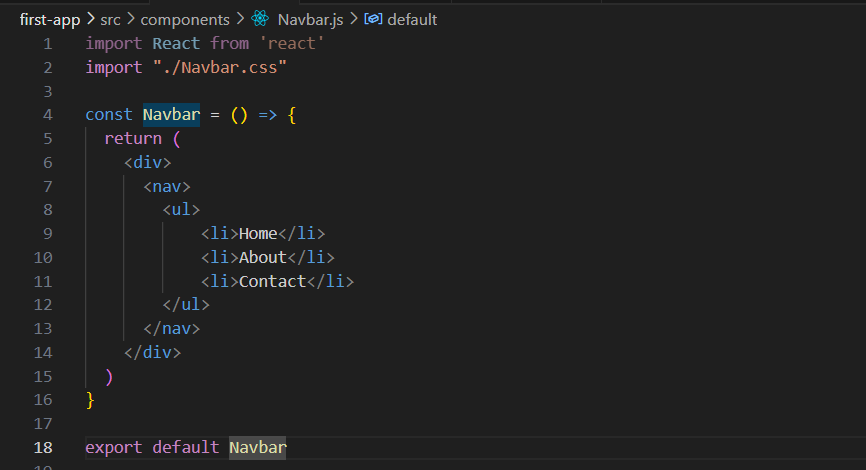 first-app > src > components > Navbar.js > default
1 import React from 'react'
2 import "./Navbar.css"
3
4 const Navbar = () => {
5   return (
6     <div>
7       <nav>
8         <ul>
9             <li>Home</li>
10             <li>About</li>
11             <li>Contact</li>
12         </ul>
13       </nav>
14     </div>
15   )
16 }
17
18 export default Navbar
19